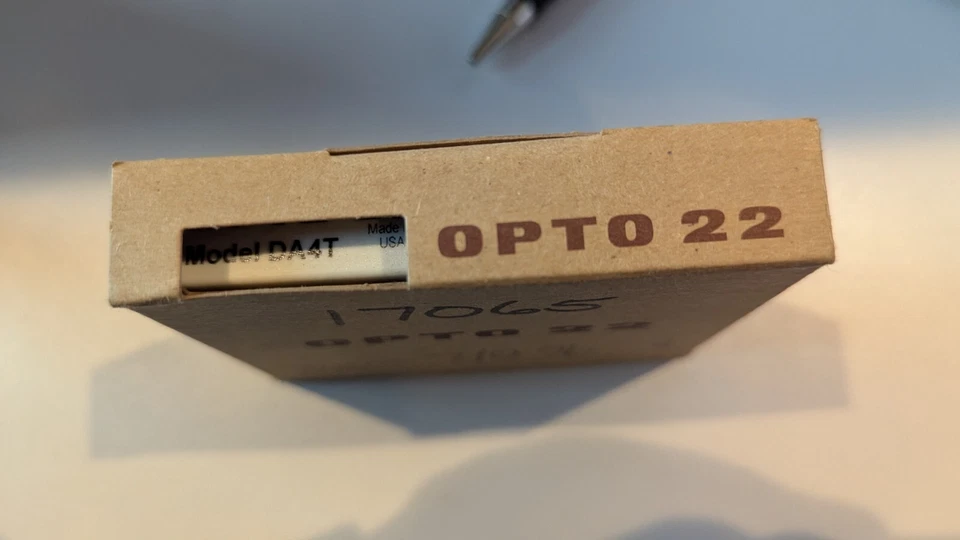 Made
USA
Model DA4T
OPTO 22
17065
OPTO 22